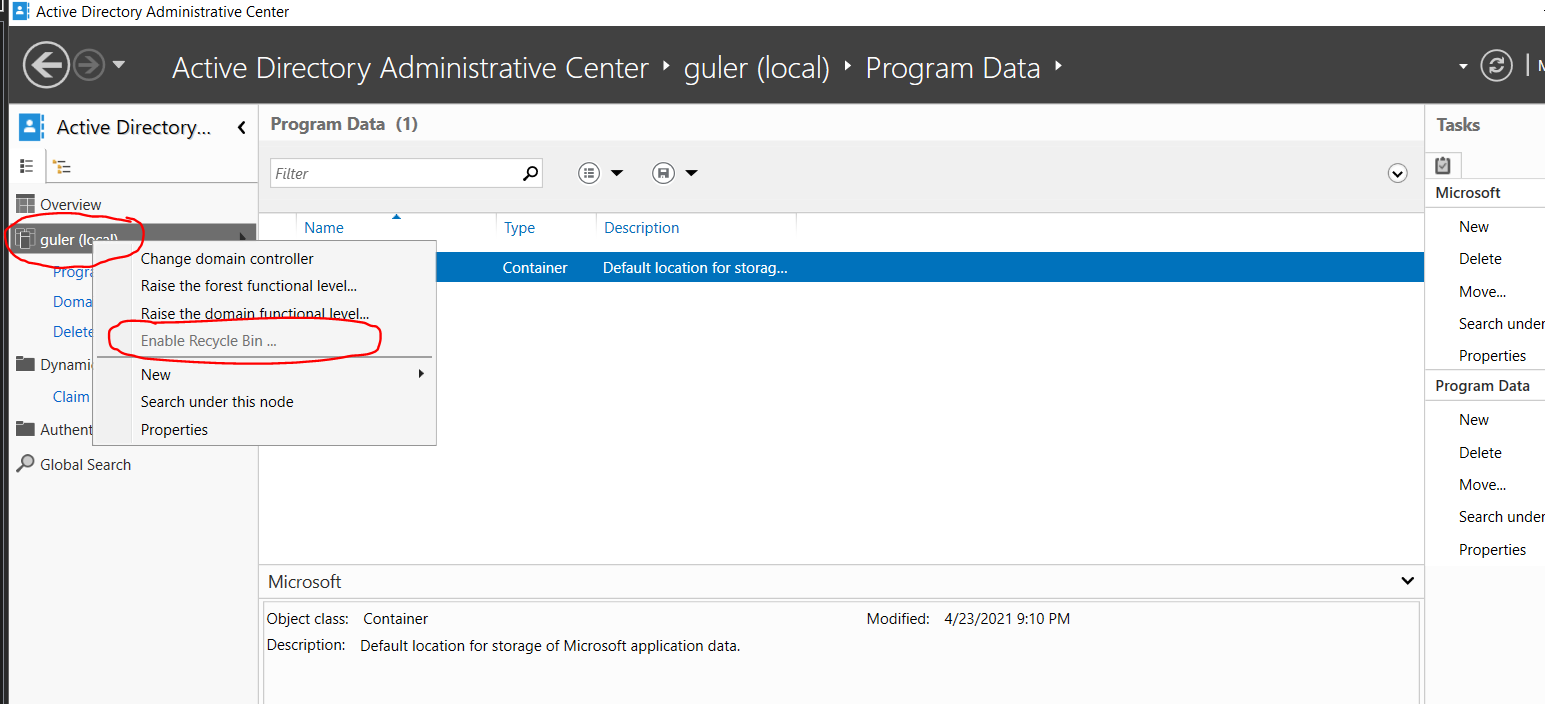 Active Directory Administrative Center
Active Directory Administrative Center guler (local) Program Data
Active Directory...
Program Data (1)
Tasks
Filter
Overview
guler (local)
Name Type Description
Container Default location for storag...
Change domain controller
Raise the forest functional level...
Raise the domain functional level...
Enable Recycle Bin ...
New
Search under this node
Properties
Progra
Doma
Delete
Dynami
Claim
Authent
Global Search
Microsoft
New
Delete
Move...
Search under
Properties
Program Data
New
Delete
Move...
Search under
Properties
Microsoft
Object class: Container Modified: 4/23/2021 9:10 PM
Description: Default location for storage of Microsoft application data.